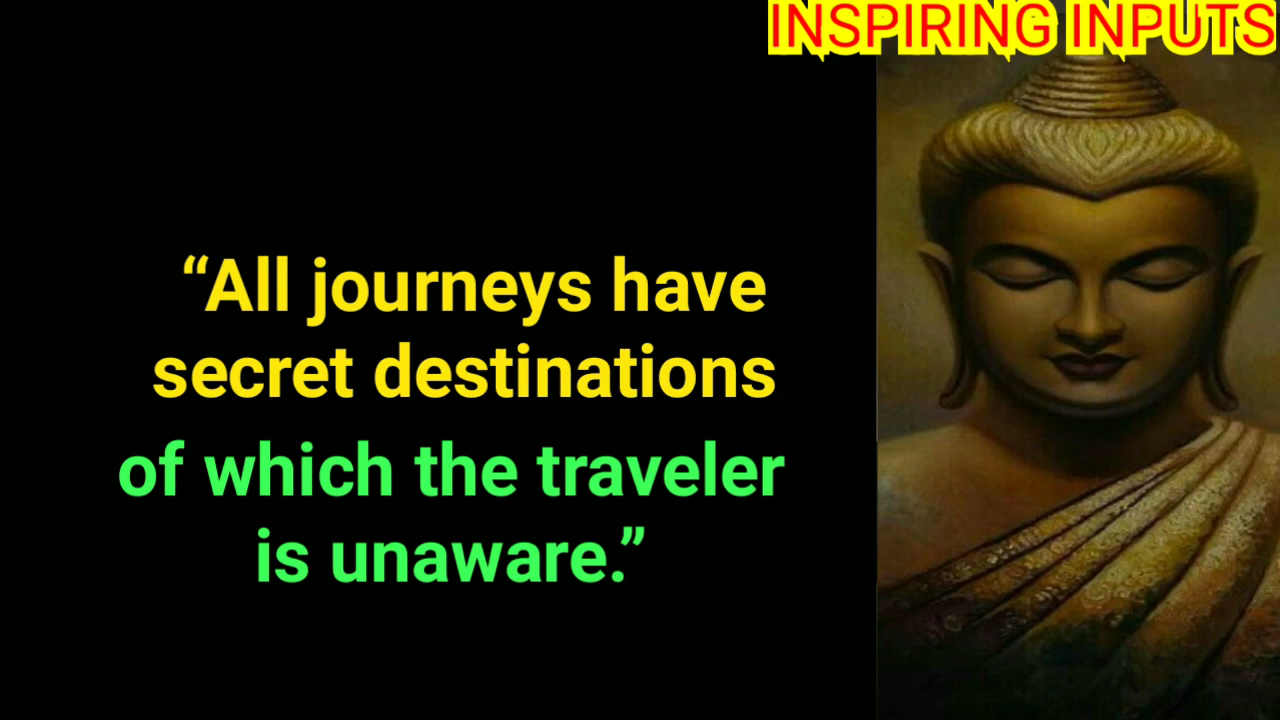 INSPIRING INPUTS
“All journeys have
secret destinations
of which the traveler
is unaware.”